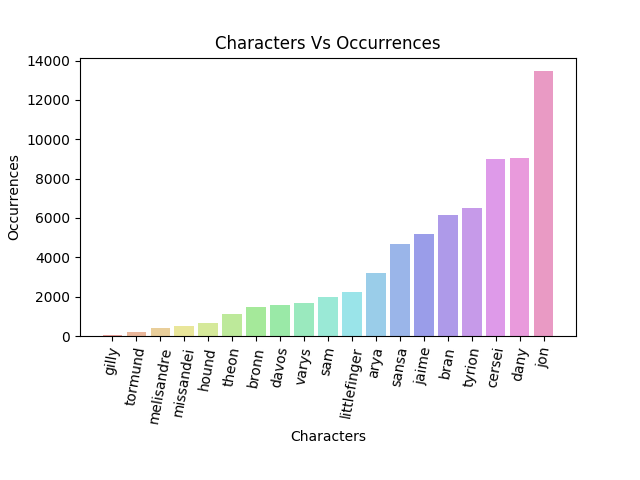 Characters Vs Occurrences
14000
12000
10000
8000
6000
4000
2000
0
Occurrences
gilly
tormund
melisandre
missandei
hound
theon
bronn
davos
varys
sam
littlefinger
arya
sansa
jaime
bran
tyrion
cersei
dany
jon
Characters